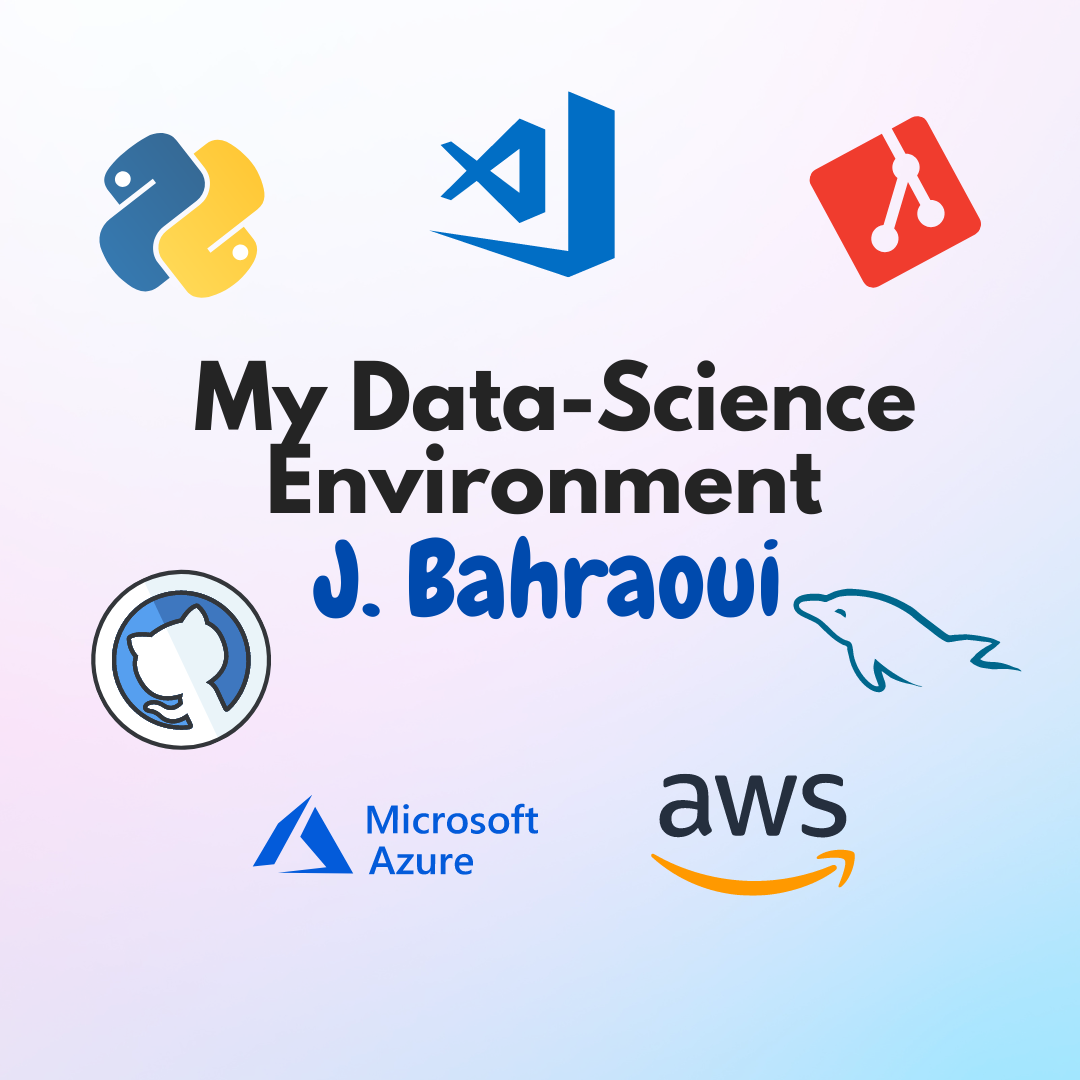 My Data-Science
Environment
J. Bahraoui
Microsoft
Azure
aws